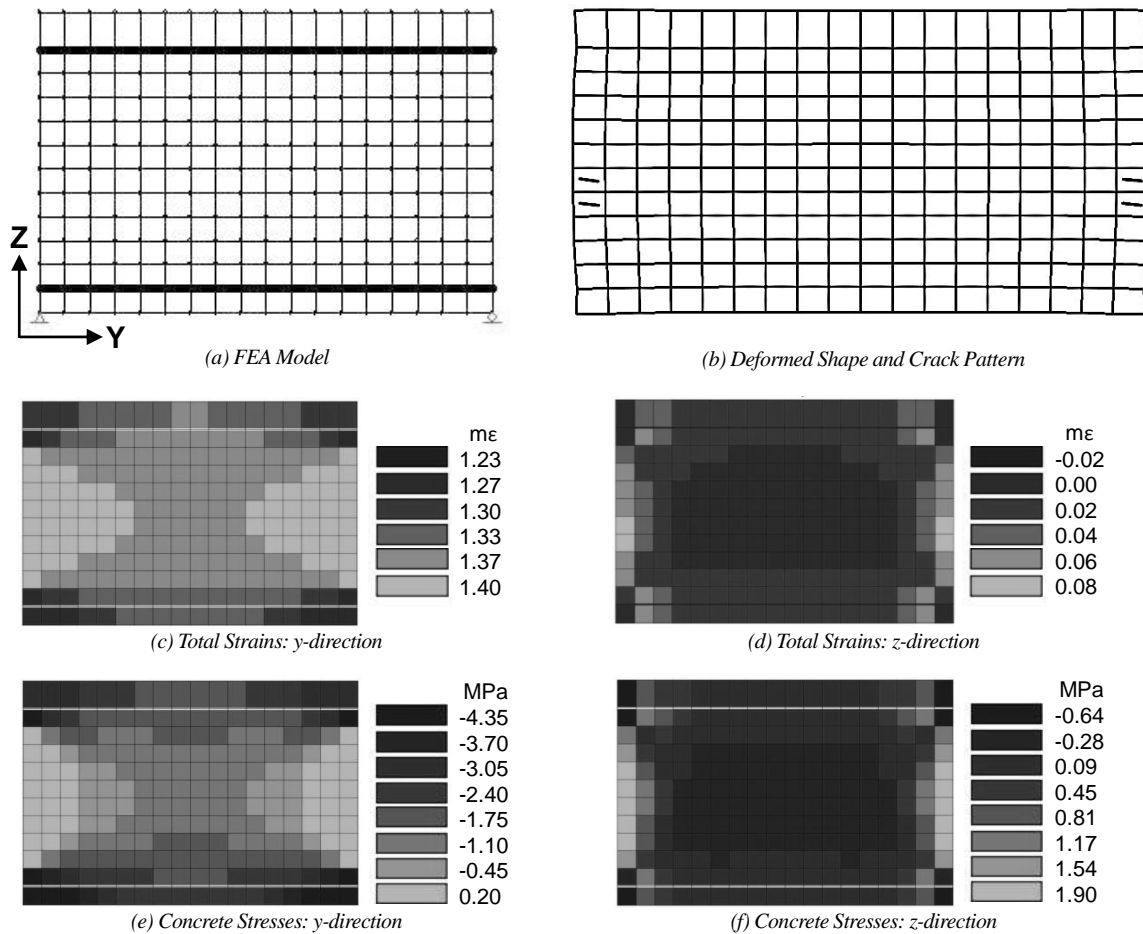 Z
Y
(a) FEA Model
(b) Deformed Shape and Crack Pattern
mε
1.23
1.27
1.30
1.33
1.37
1.40
(c) Total Strains: y-direction
mε
-0.02
0.00
0.02
0.04
0.06
0.08
(d) Total Strains: z-direction
MPa
-4.35
-3.70
-3.05
-2.40
-1.75
-1.10
-0.45
0.20
(e) Concrete Stresses: y-direction
MPa
-0.64
-0.28
0.09
0.45
0.81
1.17
1.54
1.90
(f) Concrete Stresses: z-direction